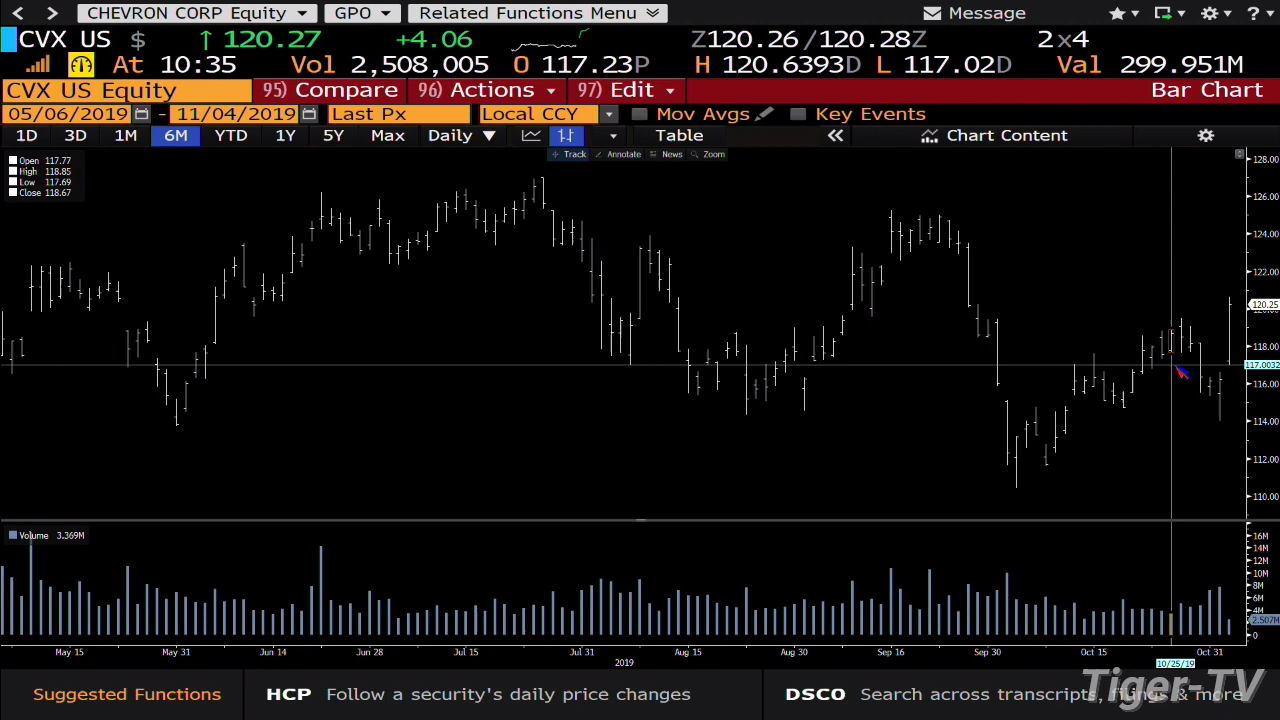 CHEVRON CORP Equity GPO Related Functions Menu Message ?
CVX US $ ↑ 120.27 +4.06 Z120.26/120.28Z 2x4
At 10:35 Vol 2,508,005 O 117.23P H 120.6393D L 117.02D Val 299.951M
CVX US Equity 95) Compare 96) Actions 97) Edit Bar Chart
05/06/2019 - 11/04/2019 Last Px Local CCY Mov Avgs Key Events
1D 3D 1M 6M YTD 1Y 5Y Max Daily ▼ Table « Chart Content
Track Annotate News Zoom
Open 117.77
High 118.85
Low 117.69
Close 118.67
128.00
126.00
124.00
122.00
120.25
118.00
117.0032
116.00
114.00
112.00
110.00
Volume 3.369M
16M
14M
12M
10M
8M
6M
4M
2.507M
0
May 15 May 31 Jun 14 Jun 28 Jul 15 Jul 31 Aug 15 Aug 30 Sep 16 Sep 30 Oct 15 Oct 31
2019 10/25/19
Suggested Functions HCP Follow a security's daily price changes DSCO Search across transcripts, filings & more
Tiger-TV